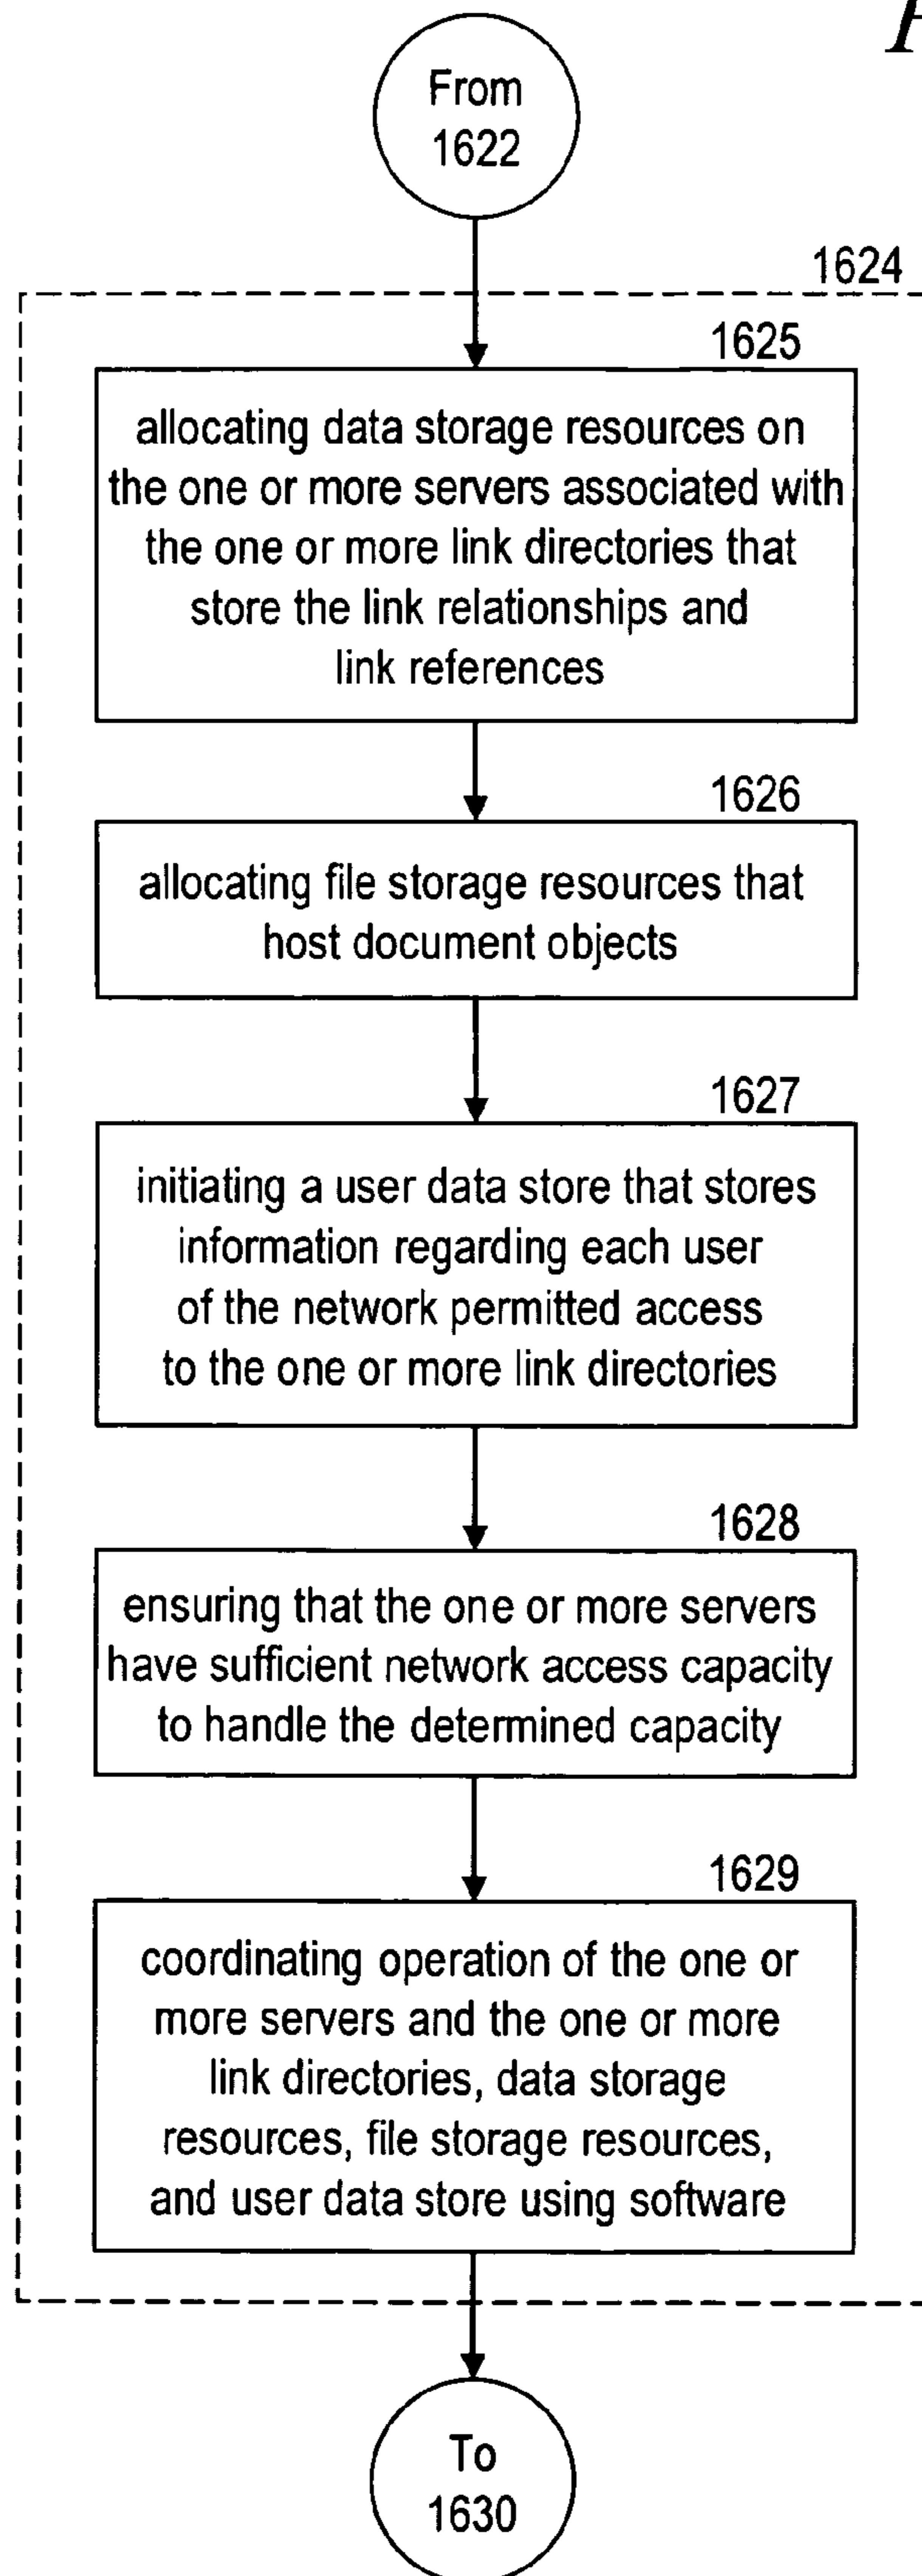 From
1622
1624
1625
allocating data storage resources on
the one or more servers associated with
the one or more link directories that
store the link relationships and
link references
1626
allocating file storage resources that
host document objects
1627
initiating a user data store that stores
information regarding each user
of the network permitted access
to the one or more link directories
1628
ensuring that the one or more servers
have sufficient network access capacity
to handle the determined capacity
1629
coordinating operation of the one or
more servers and the one or more
link directories, data storage
resources, file storage resources,
and user data store using software
To
1630